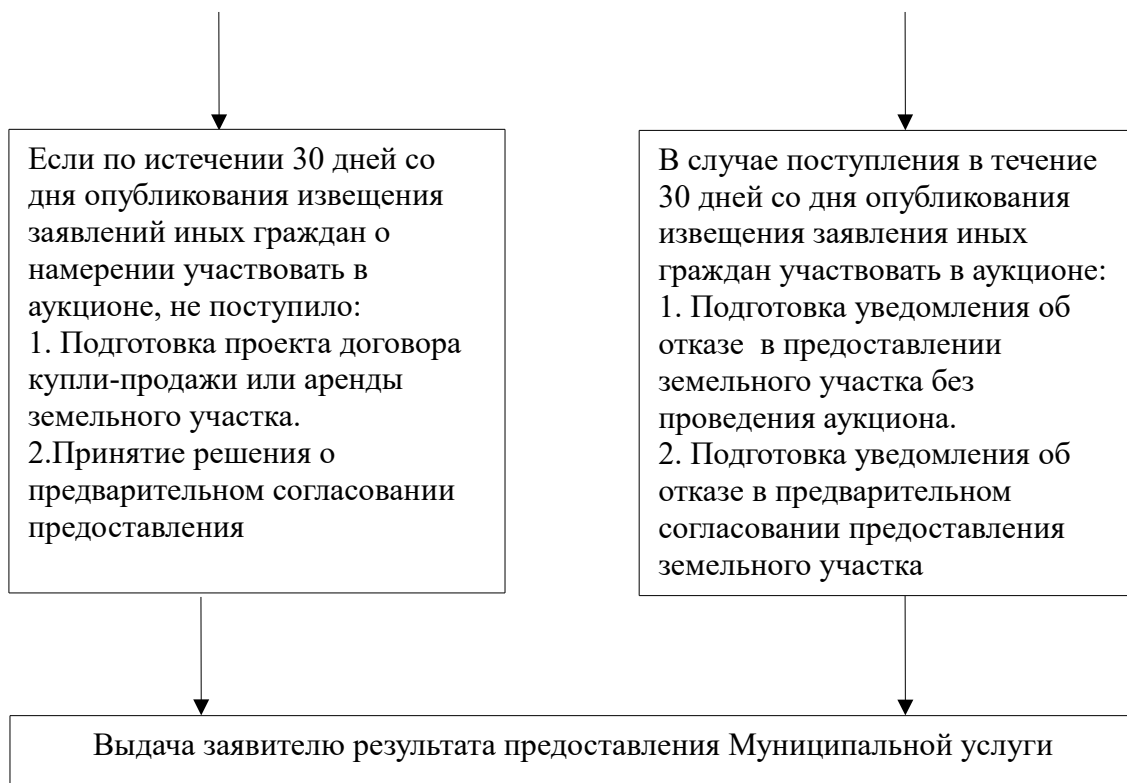 Если по истечении 30 дней со
дня опубликования извещения
заявлений иных граждан о
намерении участвовать в
аукционе, не поступило:
1. Подготовка проекта договора
купли-продажи или аренды
земельного участка.
2.Принятие решения о
предварительном согласовании
предоставления
В случае поступления в течение
30 дней со дня опубликования
извещения заявления иных
граждан участвовать в аукционе:
1. Подготовка уведомления об
отказе  в предоставлении
земельного участка без
проведения аукциона.
2. Подготовка уведомления об
отказе в предварительном
согласовании предоставления
земельного участка
Выдача заявителю результата предоставления Муниципальной услуги